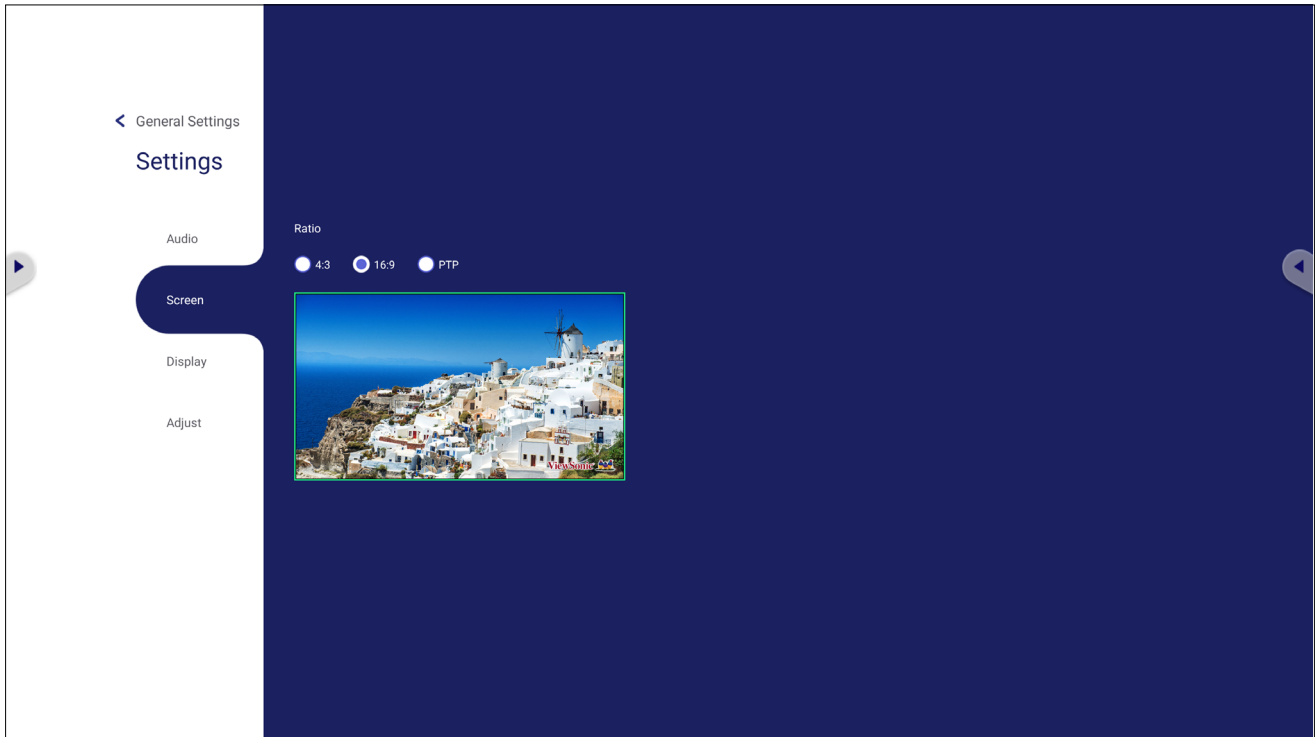 General Settings
Settings
Audio
Screen
Display
Adjust
Ratio
4:3 16:9 PTP
ViewSonic